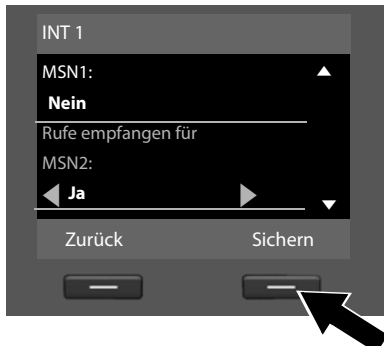 INT 1
MSN1:
Nein
Rufe empfangen für
MSN2:
Ja
Zurück Sichern